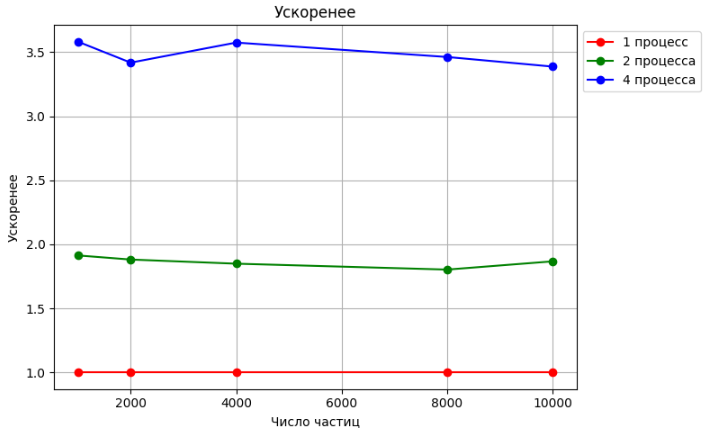 Ускоренее
1 процесс
2 процесса
4 процесса
Ускоренее
3.5
3.0
2.5
2.0
1.5
1.0
2000 4000 6000 8000 10000
Число частиц